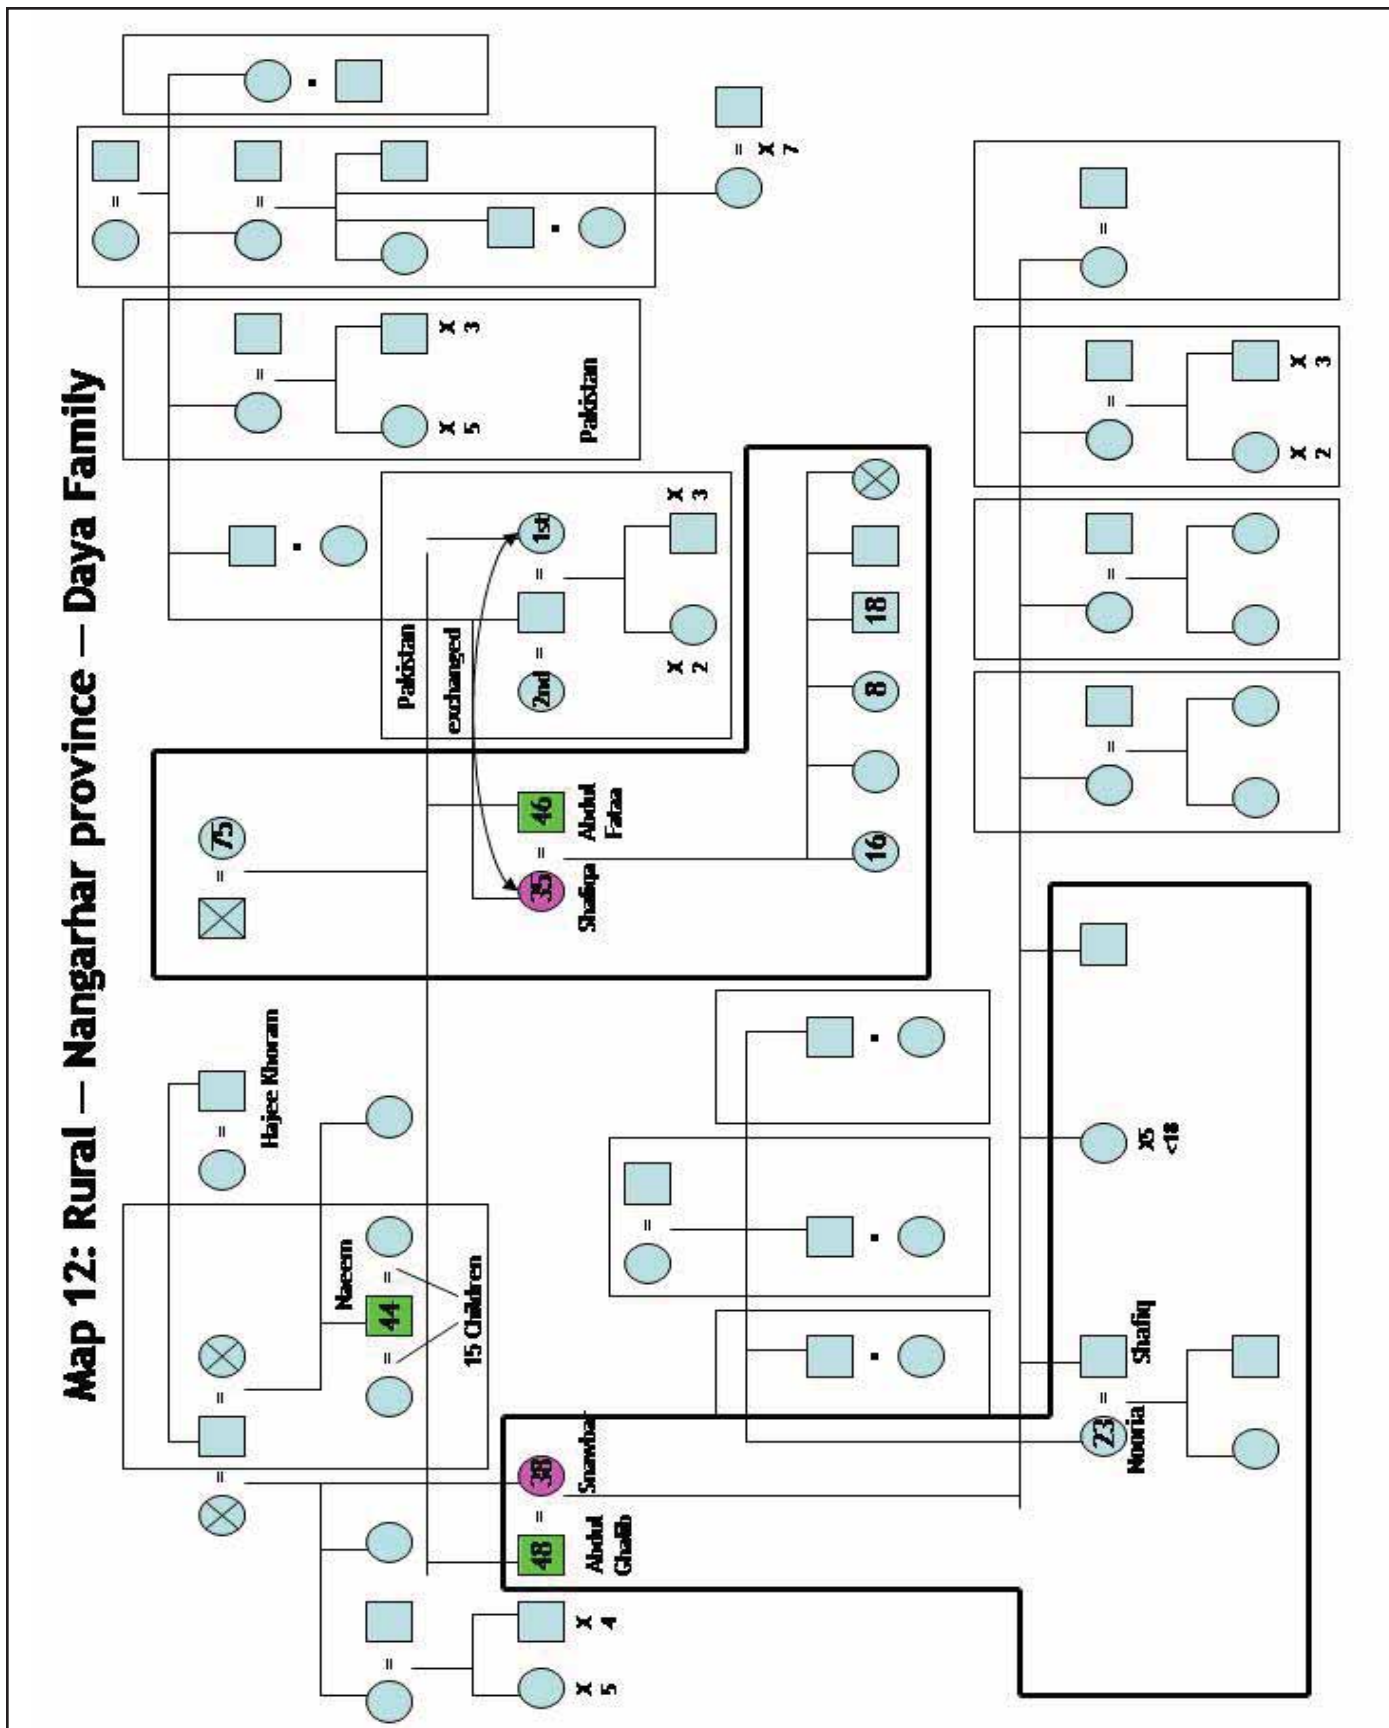 Map 12: Rural — Nangarhar province — Daya Family
Hajee Khoram
=
=
=
=
75
Naeem
=
44
=
15 Children
=
X
5
X
4
48
=
38
Abdul
Ghalib
Snawbar
35
=
46
Shafiqa
Abdul
Fataa
Pakistan
exchanged
2nd
=
=
1st
X
2
X
3
16
8
18
=
X
5
X
3
Pakistan
=
=
=
X
7
=
23
=
Nooria
Shafiq
X5
<18
=
=
=
X
2
X
3
=